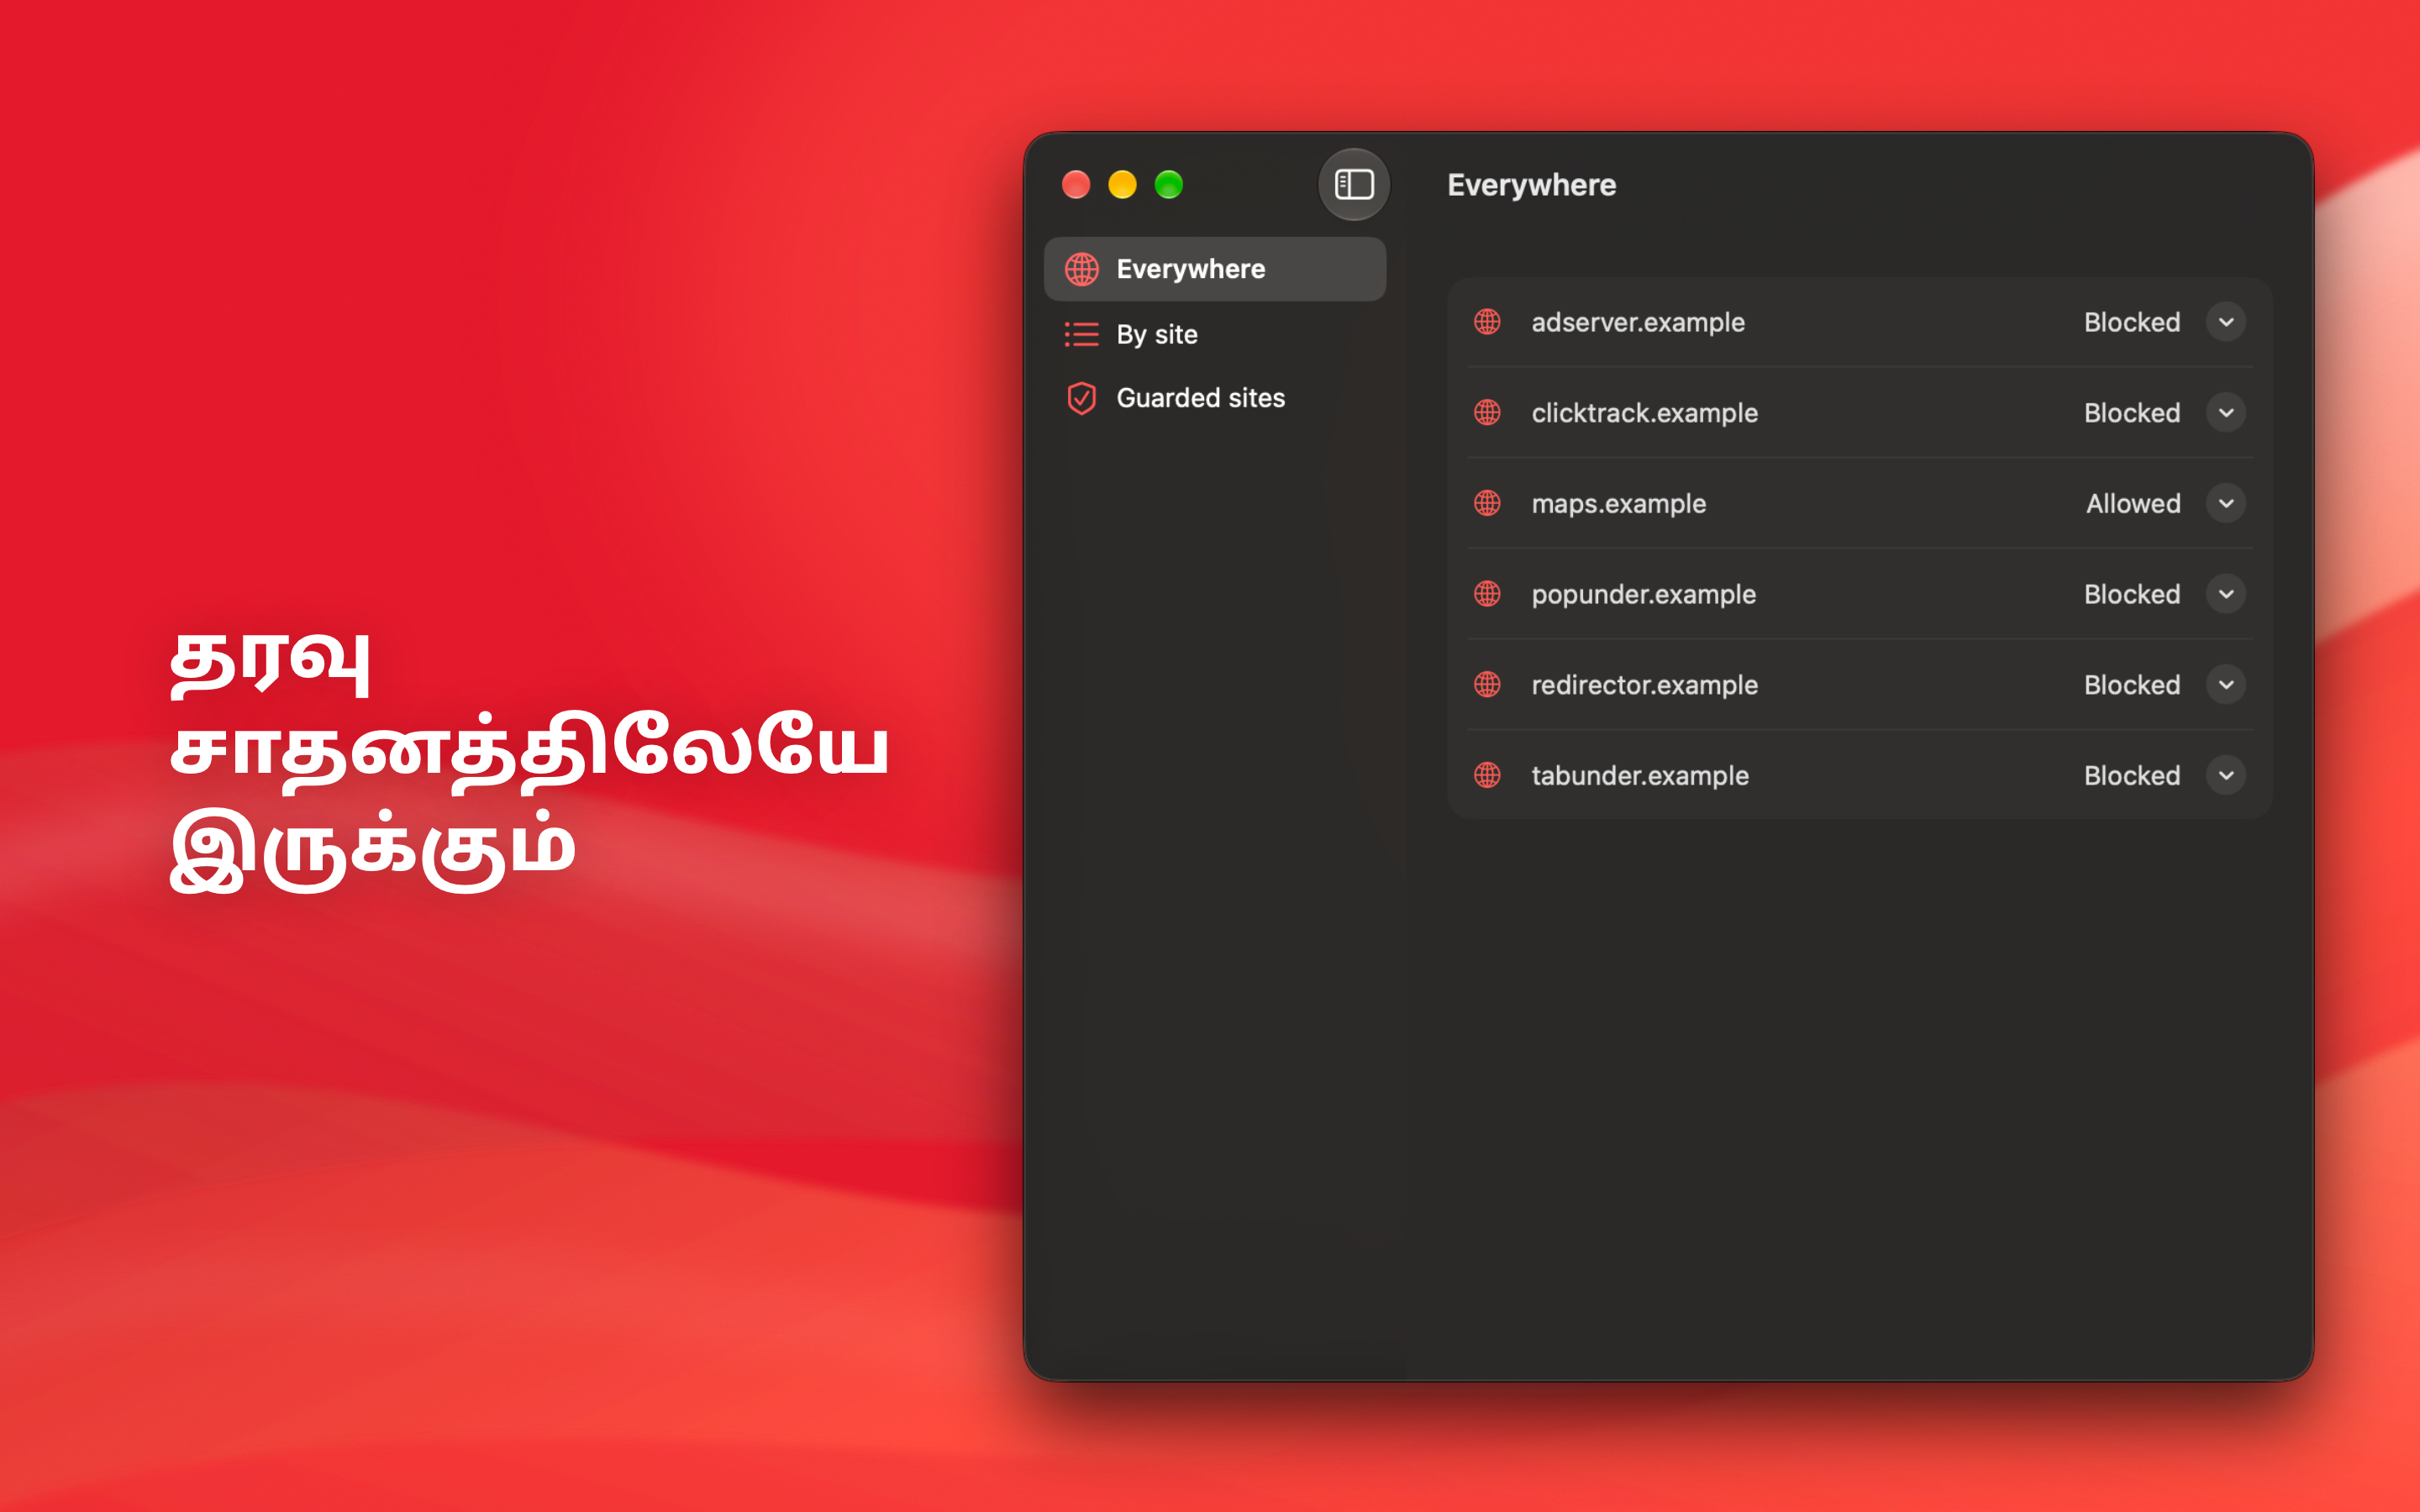 தரவு
சாதனத்திலேயே
இருக்கும்
Everywhere
By site
Guarded sites
Everywhere
adserver.example Blocked
clicktrack.example Blocked
maps.example Allowed
popunder.example Blocked
redirector.example Blocked
tabunder.example Blocked